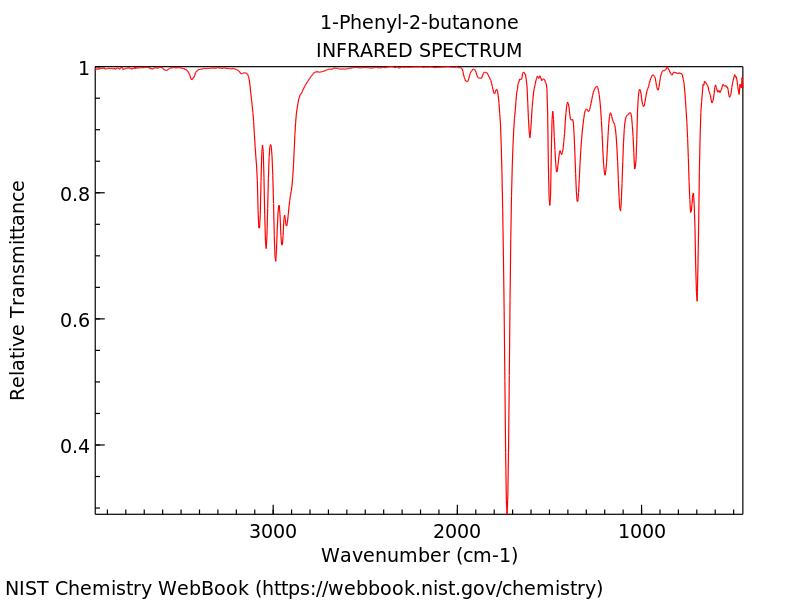 1-Phenyl-2-butanone
INFRARED SPECTRUM
1
0.8
0.6
0.4
Relative Transmittance
3000 2000 1000
Wavenumber (cm-1)
NIST Chemistry WebBook (https://webbook.nist.gov/chemistry)